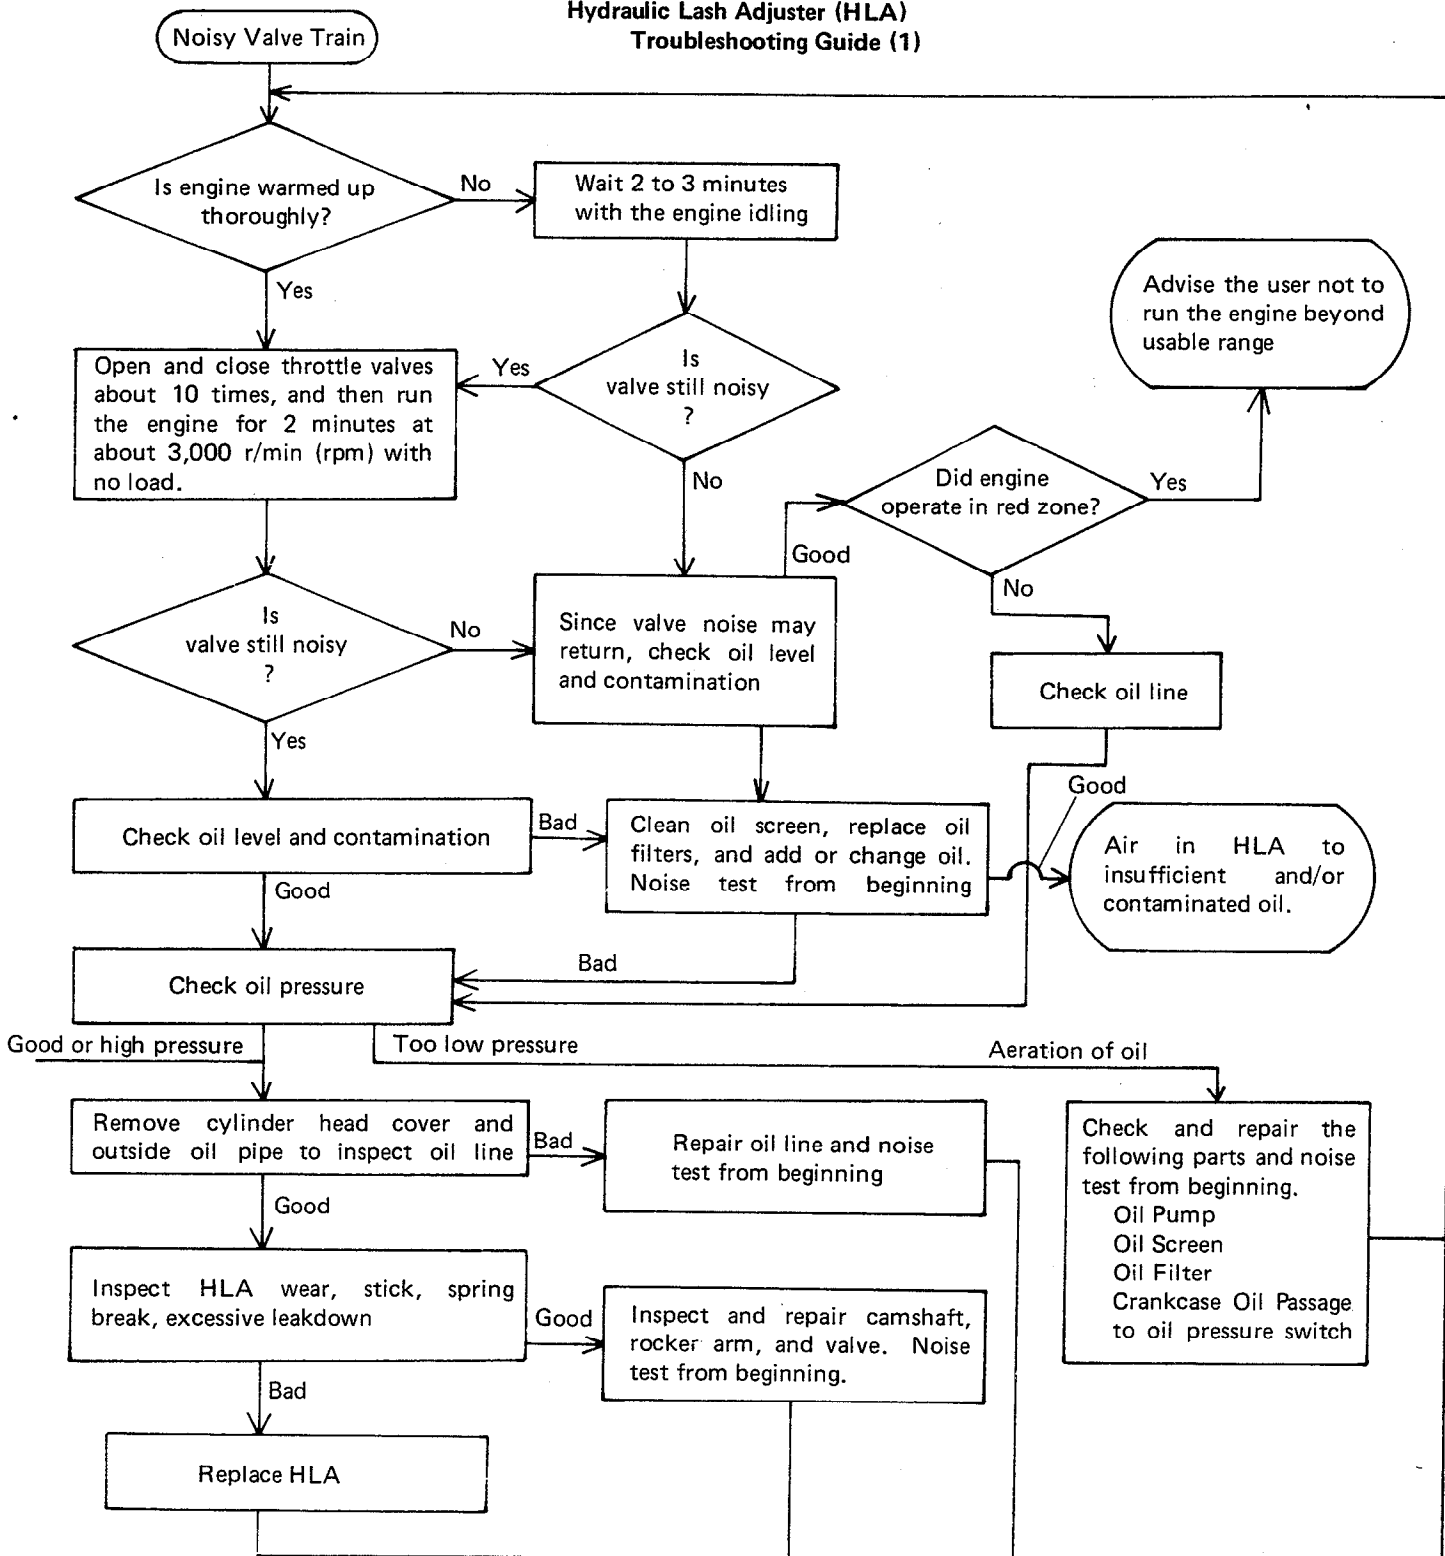 Hydraulic Lash Adjuster (HLA)
Troubleshooting Guide (1)
Noisy Valve Train
Is engine warmed up
thoroughly?
No
Wait 2 to 3 minutes
with the engine idling
Yes
Advise the user not to
run the engine beyond
usable range
Open and close throttle valves
about 10 times, and then run
the engine for 2 minutes at
about 3,000 r/min (rpm) with
no load.
Yes
Is
valve still noisy
?
No
Did engine
operate in red zone?
Yes
Good
No
Is
valve still noisy
?
No
Since valve noise may
return, check oil level
and contamination
Check oil line
Yes
Good
Check oil level and contamination
Bad
Clean oil screen, replace oil
filters, and add or change oil.
Noise test from beginning
Air in HLA to
insufficient and/or
contaminated oil.
Good
Bad
Check oil pressure
Good or high pressure
Too low pressure
Aeration of oil
Remove cylinder head cover and
outside oil pipe to inspect oil line
Bad
Repair oil line and noise
test from beginning
Check and repair the
following parts and noise
test from beginning.
Oil Pump
Oil Screen
Oil Filter
Crankcase Oil Passage
to oil pressure switch
Good
Inspect HLA wear, stick, spring
break, excessive leakdown
Good
Inspect and repair camshaft,
rocker arm, and valve. Noise
test from beginning.
Bad
Replace HLA